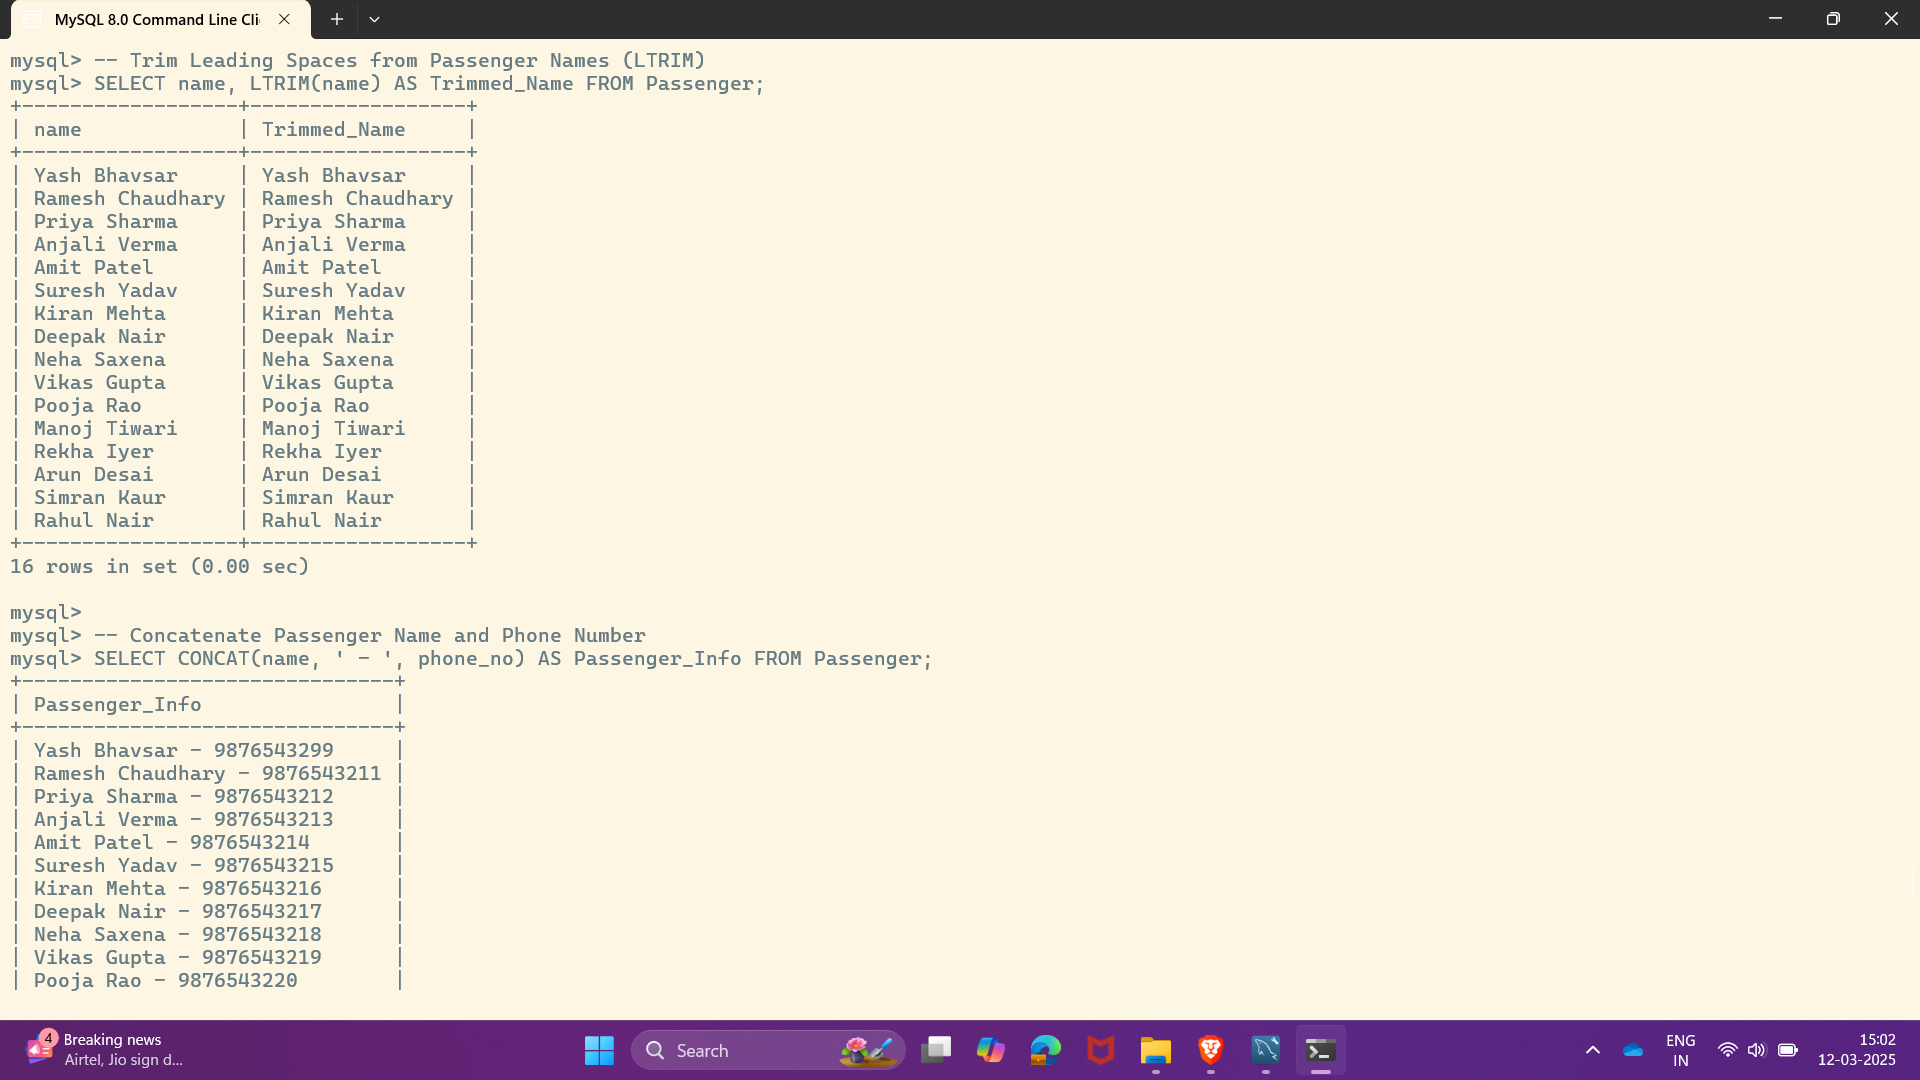 MySQL 8.0 Command Line Cli
mysql> -- Trim Leading Spaces from Passenger Names (LTRIM)
mysql> SELECT name, LTRIM(name) AS Trimmed_Name FROM Passenger;
+------------------+------------------+
| name             | Trimmed_Name     |
+------------------+------------------+
| Yash Bhavsar     | Yash Bhavsar     |
| Ramesh Chaudhary | Ramesh Chaudhary |
| Priya Sharma     | Priya Sharma     |
| Anjali Verma     | Anjali Verma     |
| Amit Patel       | Amit Patel       |
| Suresh Yadav     | Suresh Yadav     |
| Kiran Mehta      | Kiran Mehta      |
| Deepak Nair      | Deepak Nair      |
| Neha Saxena      | Neha Saxena      |
| Vikas Gupta      | Vikas Gupta      |
| Pooja Rao        | Pooja Rao        |
| Manoj Tiwari     | Manoj Tiwari     |
| Rekha Iyer       | Rekha Iyer       |
| Arun Desai       | Arun Desai       |
| Simran Kaur      | Simran Kaur      |
| Rahul Nair       | Rahul Nair       |
+------------------+------------------+
16 rows in set (0.00 sec)
mysql>
mysql> -- Concatenate Passenger Name and Phone Number
mysql> SELECT CONCAT(name, ' - ', phone_no) AS Passenger_Info FROM Passenger;
+-------------------------------+
| Passenger_Info                |
+-------------------------------+
| Yash Bhavsar - 9876543299     |
| Ramesh Chaudhary - 9876543211 |
| Priya Sharma - 9876543212     |
| Anjali Verma - 9876543213     |
| Amit Patel - 9876543214       |
| Suresh Yadav - 9876543215     |
| Kiran Mehta - 9876543216      |
| Deepak Nair - 9876543217      |
| Neha Saxena - 9876543218      |
| Vikas Gupta - 9876543219      |
| Pooja Rao - 9876543220        |
4
Breaking news
Airtel, Jio sign d...
Search
ENG
IN
15:02
12-03-2025